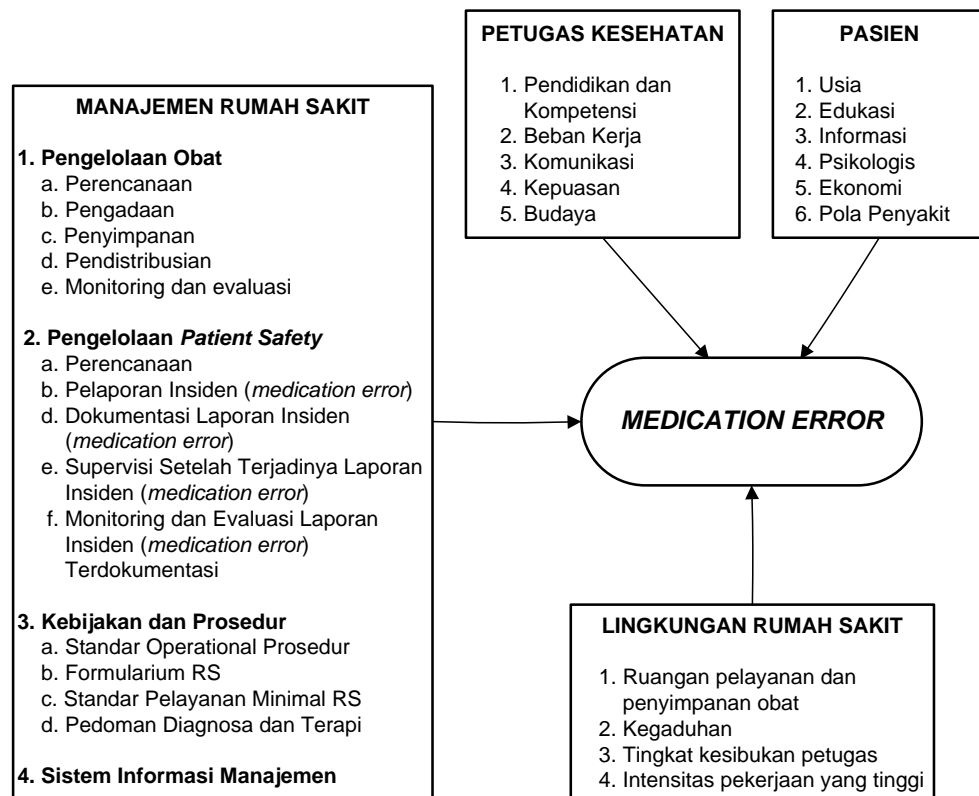 PETUGAS KESEHATAN
1. Pendidikan dan
Kompetensi
2. Beban Kerja
3. Komunikasi
4. Kepuasan
5. Budaya
PASIEN
1. Usia
2. Edukasi
3. Informasi
4. Psikologis
5. Ekonomi
6. Pola Penyakit
MANAJEMEN RUMAH SAKIT
1. Pengelolaan Obat
a. Perencanaan
b. Pengadaan
c. Penyimpanan
d. Pendistribusian
e. Monitoring dan evaluasi
2. Pengelolaan Patient Safety
a. Perencanaan
b. Pelaporan Insiden (medication error)
d. Dokumentasi Laporan Insiden
(medication error)
e. Supervisi Setelah Terjadinya Laporan
Insiden (medication error)
f. Monitoring dan Evaluasi Laporan
Insiden (medication error)
Terdokumentasi
3. Kebijakan dan Prosedur
a. Standar Operational Prosedur
b. Formularium RS
c. Standar Pelayanan Minimal RS
d. Pedoman Diagnosa dan Terapi
4. Sistem Informasi Manajemen
MEDICATION ERROR
LINGKUNGAN RUMAH SAKIT
1. Ruangan pelayanan dan
penyimpanan obat
2. Kegaduhan
3. Tingkat kesibukan petugas
4. Intensitas pekerjaan yang tinggi